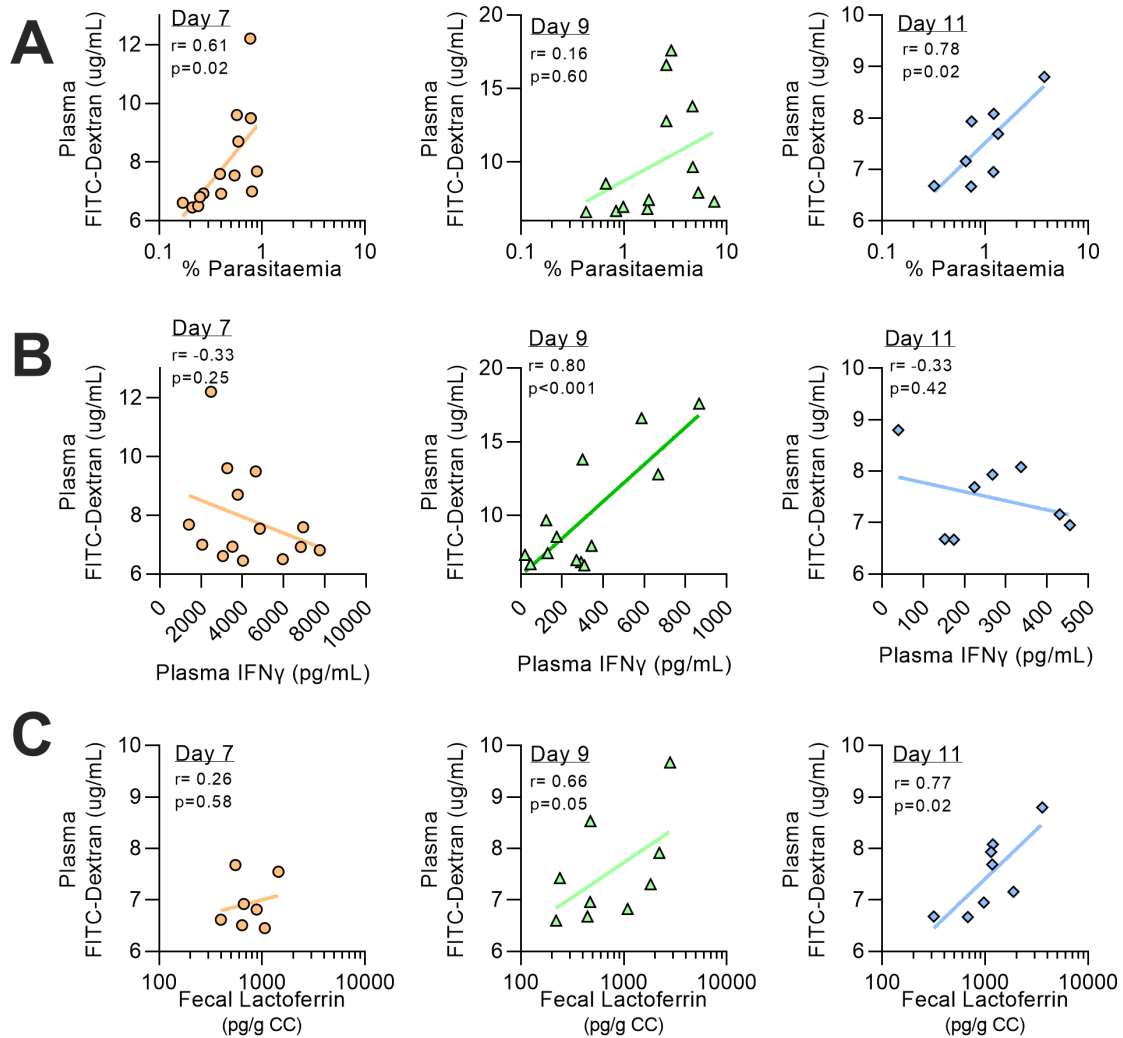 A
Day 7
r= 0.61
p=0.02
Plasma
FITC-Dextran (ug/mL)
12
10
8
6
0.1
1
10
% Parasitaemia
Day 9
r= 0.16
p=0.60
Plasma
FITC-Dextran (ug/mL)
20
15
10
0.1
1
10
% Parasitaemia
Day 11
r= 0.78
p=0.02
Plasma
FITC-Dextran (ug/mL)
10
9
8
7
6
0.1
1
10
% Parasitaemia
B
Day 7
r= -0.33
p=0.25
Plasma
FITC-Dextran (ug/mL)
12
10
8
6
0
2000
4000
6000
8000
10000
Plasma IFNγ (pg/mL)
Day 9
r= 0.80
p<0.001
Plasma
FITC-Dextran (ug/mL)
20
15
10
0
200
400
600
800
1000
Plasma IFNγ (pg/mL)
Day 11
r= -0.33
p=0.42
Plasma
FITC-Dextran (ug/mL)
10
9
8
7
6
0
100
200
300
400
500
Plasma IFNγ (pg/mL)
C
Day 7
r= 0.26
p=0.58
Plasma
FITC-Dextran (ug/mL)
10
9
8
7
6
100
1000
10000
Fecal Lactoferrin
(pg/g CC)
Day 9
r= 0.66
p=0.05
Plasma
FITC-Dextran (ug/mL)
10
9
8
7
6
100
1000
10000
Fecal Lactoferrin
(pg/g CC)
Day 11
r= 0.77
p=0.02
Plasma
FITC-Dextran (ug/mL)
10
9
8
7
6
100
1000
10000
Fecal Lactoferrin
(pg/g CC)